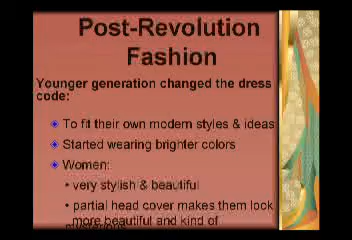 Post-Revolution
Fashion
Younger generation changed the dress
code:
To fit their own modern styles & ideas
Started wearing brighter colors
Women:
• very stylish & beautiful
• partial head cover makes them look
more beautiful and kind of